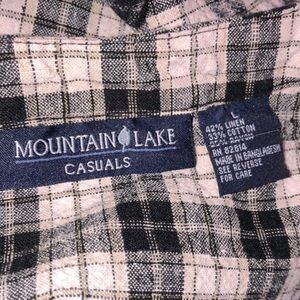 MOUNTAIN LAKE
CASUALS
L
42% LINEN
33% COTTON
RN 82814
MADE IN BANGLADESH
SEE REVERSE
FOR CARE